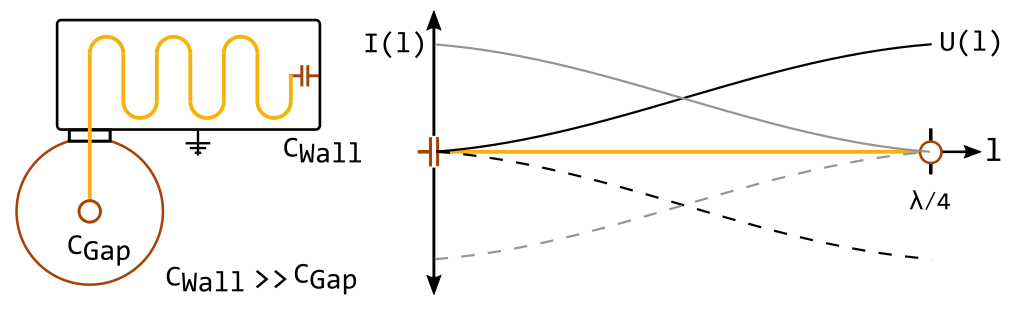 C_Wall
C_Gap
C_Wall >> C_Gap
I(l)
U(l)
l
λ/4